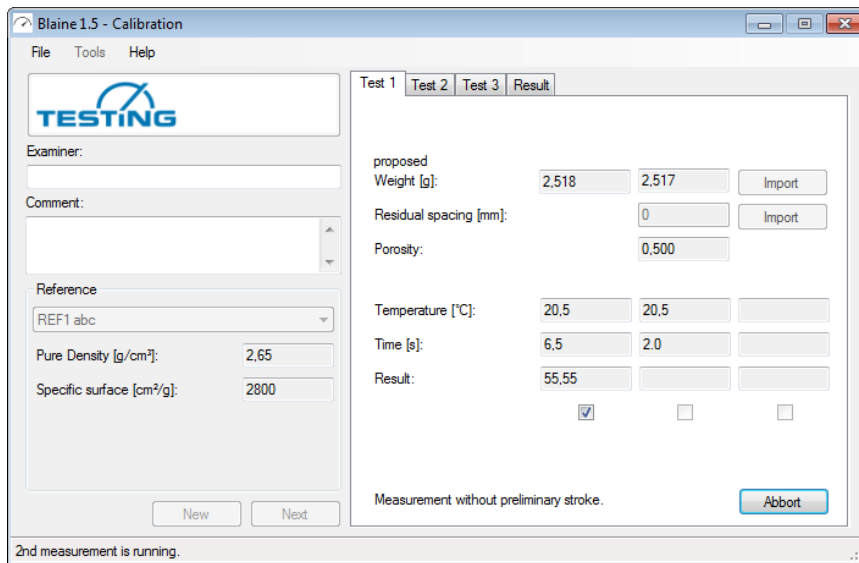 Blaine 1.5 - Calibration
File Tools Help
TESTING
Examiner:
Comment:
Reference
REF1 abc
Pure Density [g/cm³]: 2,65
Specific surface [cm²/g]: 2800
New Next
Test 1 Test 2 Test 3 Result
proposed
Weight [g]: 2,518 2,517 Import
Residual spacing [mm]: 0 Import
Porosity: 0,500
Temperature [°C]: 20,5 20,5
Time [s]: 6,5 2.0
Result: 55,55
Measurement without preliminary stroke. Abbort
2nd measurement is running.